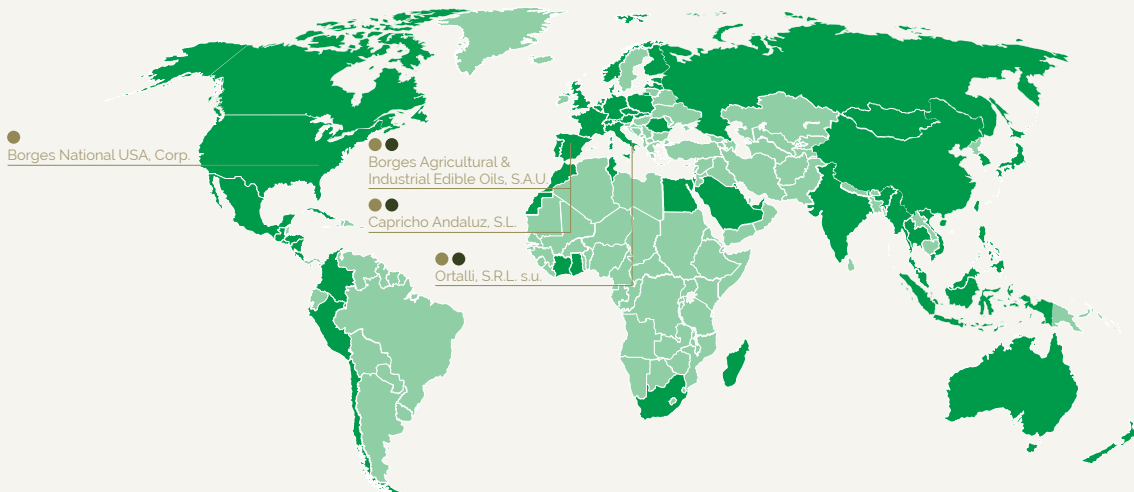 Borges National USA, Corp.
Borges Agricultural &
Industrial Edible Oils, S.A.U.
Capricho Andaluz, S.L.
Ortalli, S.R.L. s.u.